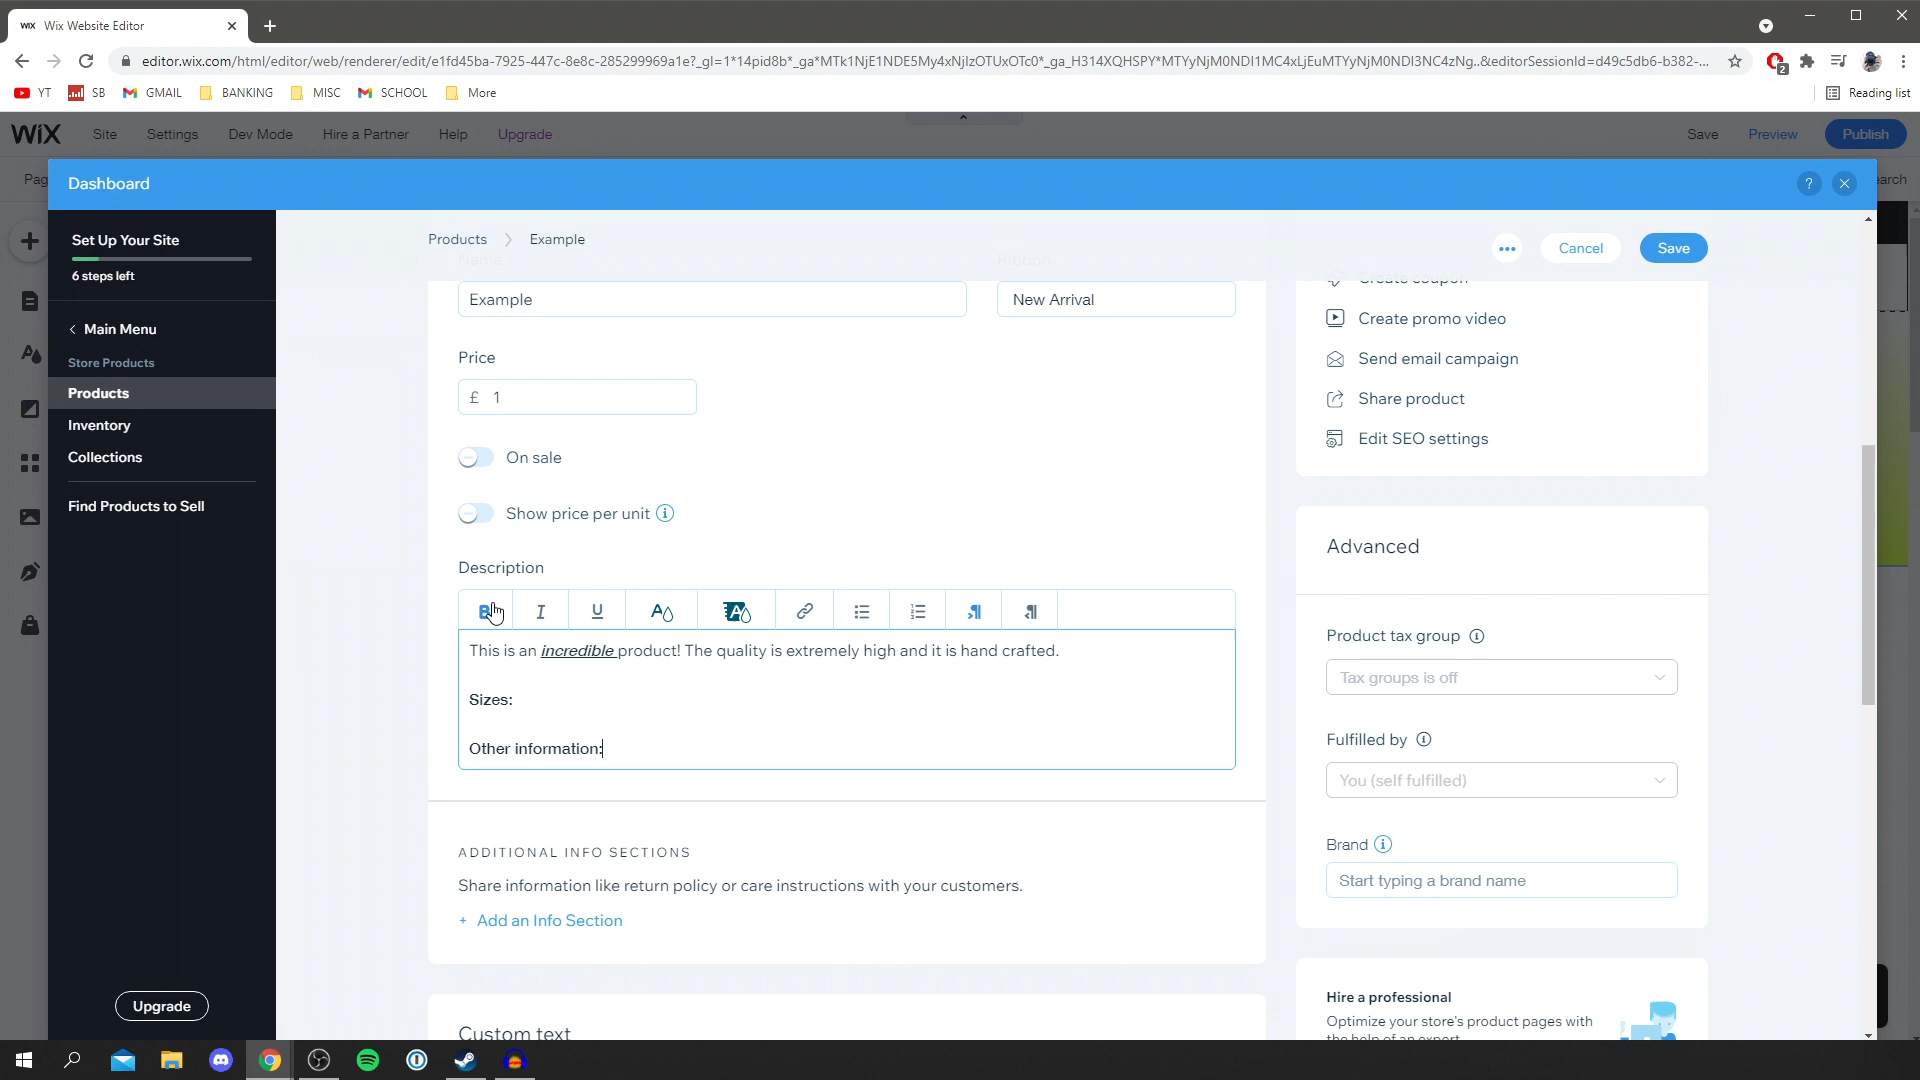 WiX Wix Website Editor
editor.wix.com/html/editor/web/renderer/edit/e1fd45ba-7925-447c-8e8c-285299969a1e?_gl=1*14pid8b*_ga*MTk1NjE1NDE5My4xNjIzOTUxOTc0*_ga_H314XQHSPY*MTYyNjM0NDI1MC4xLjEuMTYyNjM0NDI3NC4zNg..&editorSessionId=d49c5db6-b382-...
2
YT SB GMAIL BANKING MISC SCHOOL More Reading list
WiX Site Settings Dev Mode Hire a Partner Help Upgrade Save Preview Publish
Pag
earch
Dashboard
?
Set Up Your Site
6 steps left
Main Menu
Store Products
Products
Inventory
Collections
Find Products to Sell
Upgrade
Products > Example
Cancel Save
Name Ribbon
Example New Arrival
Price
£ 1
On sale
Show price per unit
Description
B I U A A
This is an incredible product! The quality is extremely high and it is hand crafted.
Sizes:
Other information:
ADDITIONAL INFO SECTIONS
Share information like return policy or care instructions with your customers.
+ Add an Info Section
Custom text
Create coupon
Create promo video
Send email campaign
Share product
Edit SEO settings
Advanced
Product tax group
Tax groups is off
Fulfilled by
You (self fulfilled)
Brand
Start typing a brand name
Hire a professional
Optimize your store's product pages with
the help of an expert